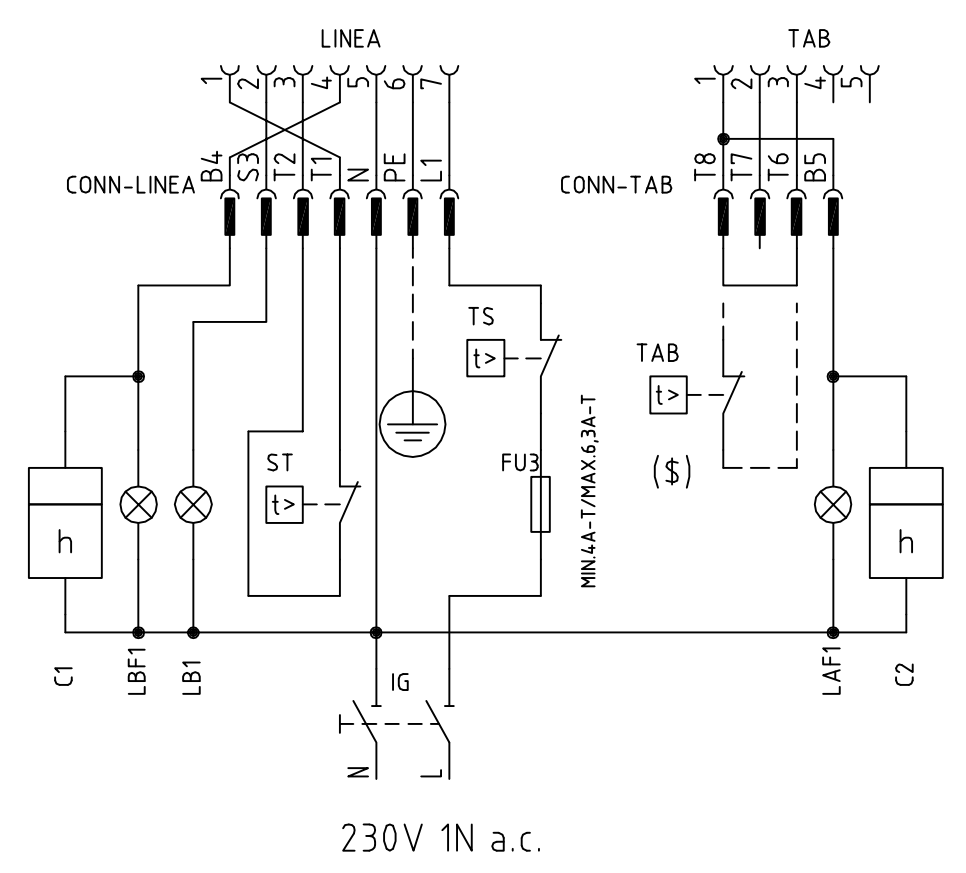 LINEA TAB
1 2 3 4 5 6 7 1 2 3 4 5
CONN-LINEA B4 S3 T2 T1 N PE L1 CONN-TAB T8 T7 T6 B5
TS
t>
TAB
t>
($)
ST
t>
FU3
MIN.4A-T/MAX.6,3A-T
h h
C1 LBF1 LB1 IG LAF1 C2
N L
230V 1N a.c.